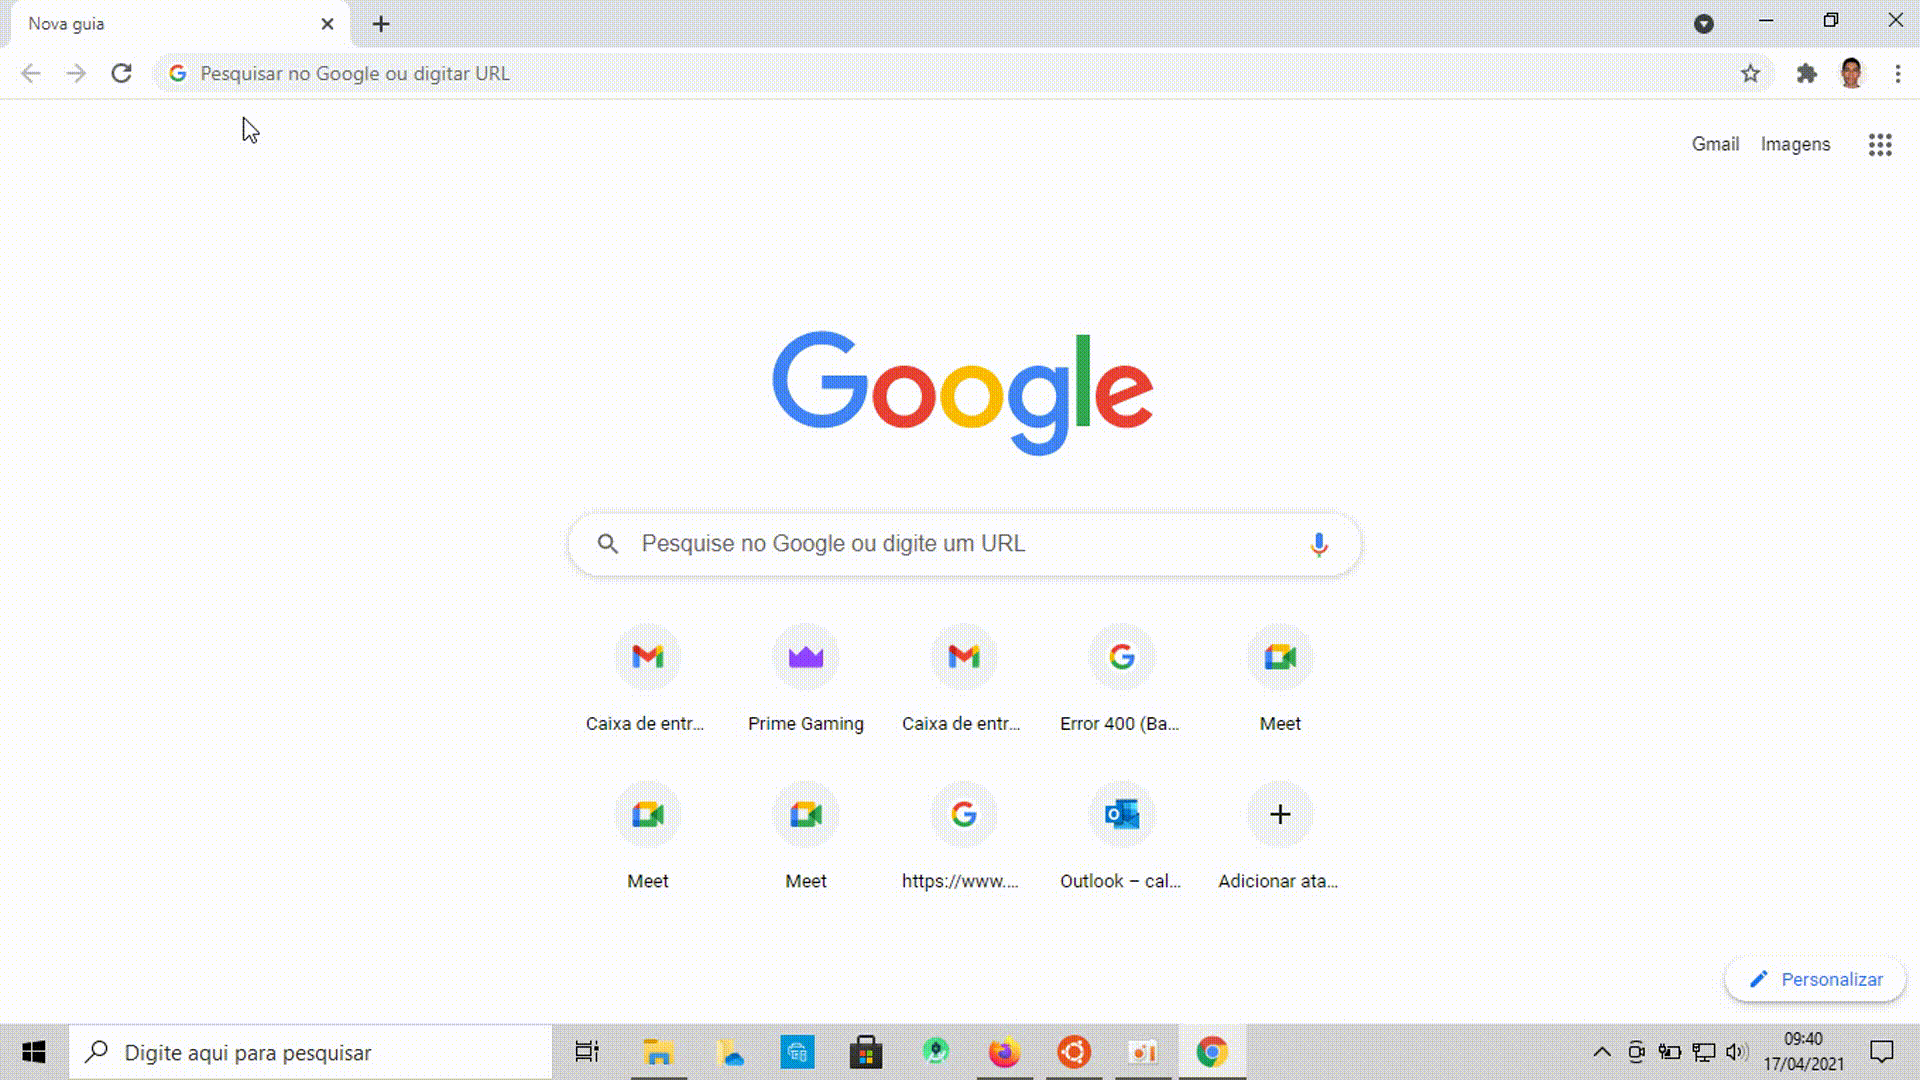 Nova guia
Pesquisar no Google ou digitar URL
Gmail Imagens
Google
Pesquise no Google ou digite um URL
Caixa de entr... Prime Gaming Caixa de entr... Error 400 (Ba... Meet
Meet Meet https://www.... Outlook – cal... Adicionar ata...
Personalizar
Digite aqui para pesquisar
09:40
17/04/2021